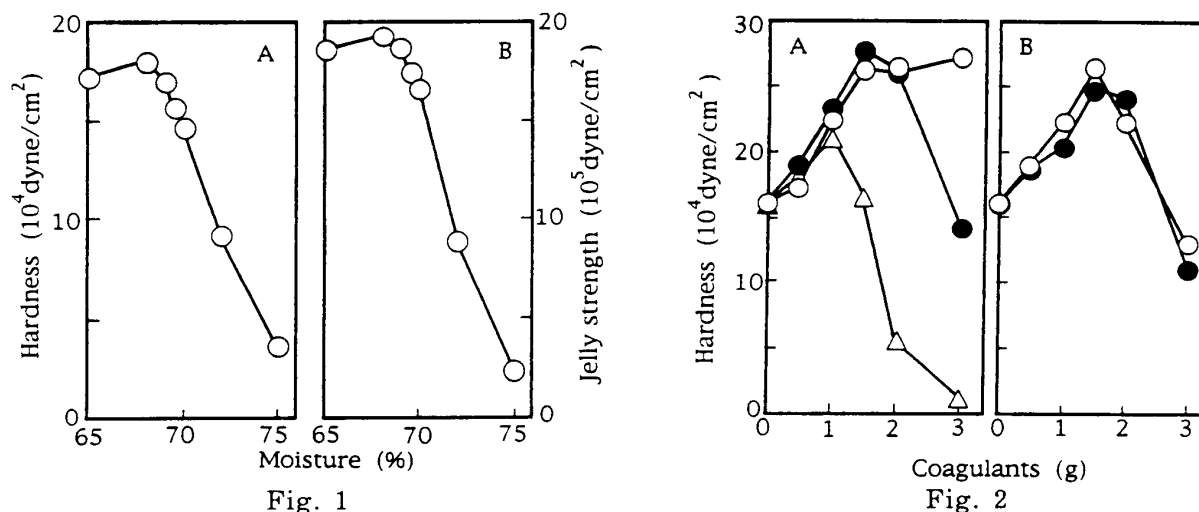 20
10
0
A
65
70
75
Hardness (10⁴dyne/cm²)
B
65
70
75
20
10
0
Jelly strength (10⁵dyne/cm²)
Moisture (%)
Fig. 1
30
20
30
30
A
0
1
2
3
Hardness (10⁴dyne/cm²)
B
0
1
2
3
Coagulants (g)
Fig. 2